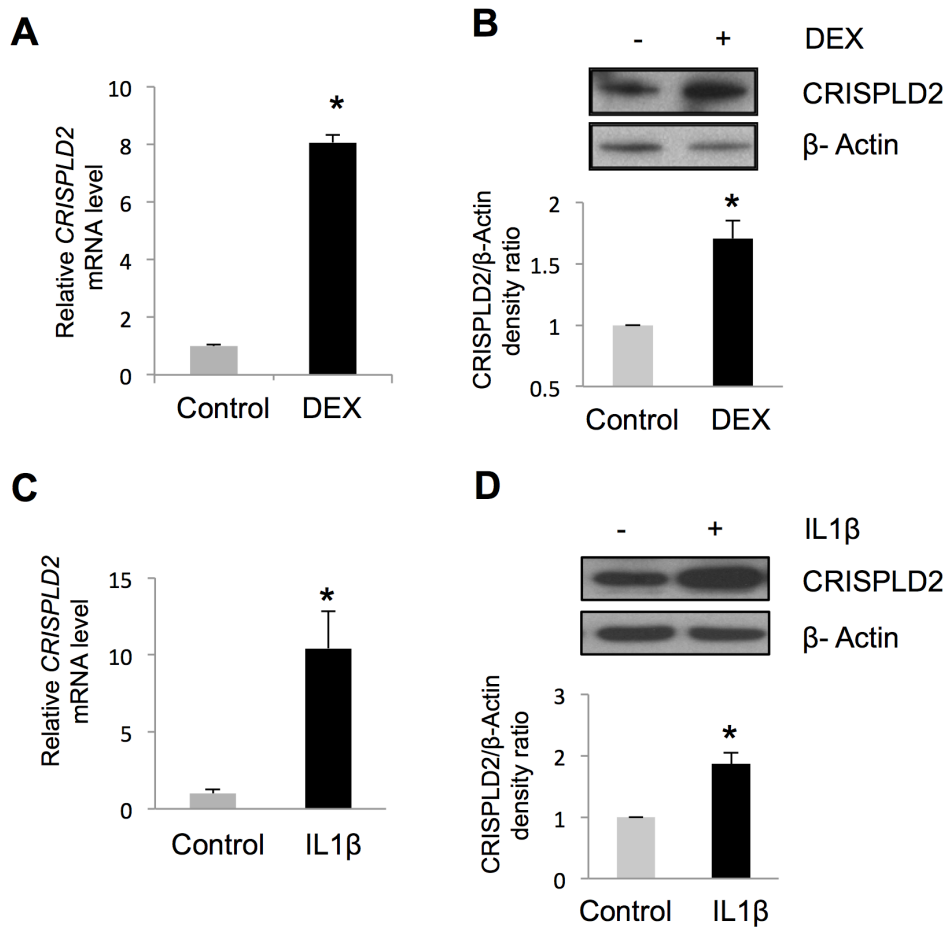 A
Relative CRISPLD2
mRNA level
10
8
6
4
2
0
*
Control DEX
B
- + DEX
CRISPLD2
β- Actin
CRISPLD2/β-Actin
density ratio
2
1.5
1
0.5
*
Control DEX
C
Relative CRISPLD2
mRNA level
15
10
5
0
*
Control IL1β
D
- + IL1β
CRISPLD2
β- Actin
CRISPLD2/β-Actin
density ratio
3
2
1
0
*
Control IL1β